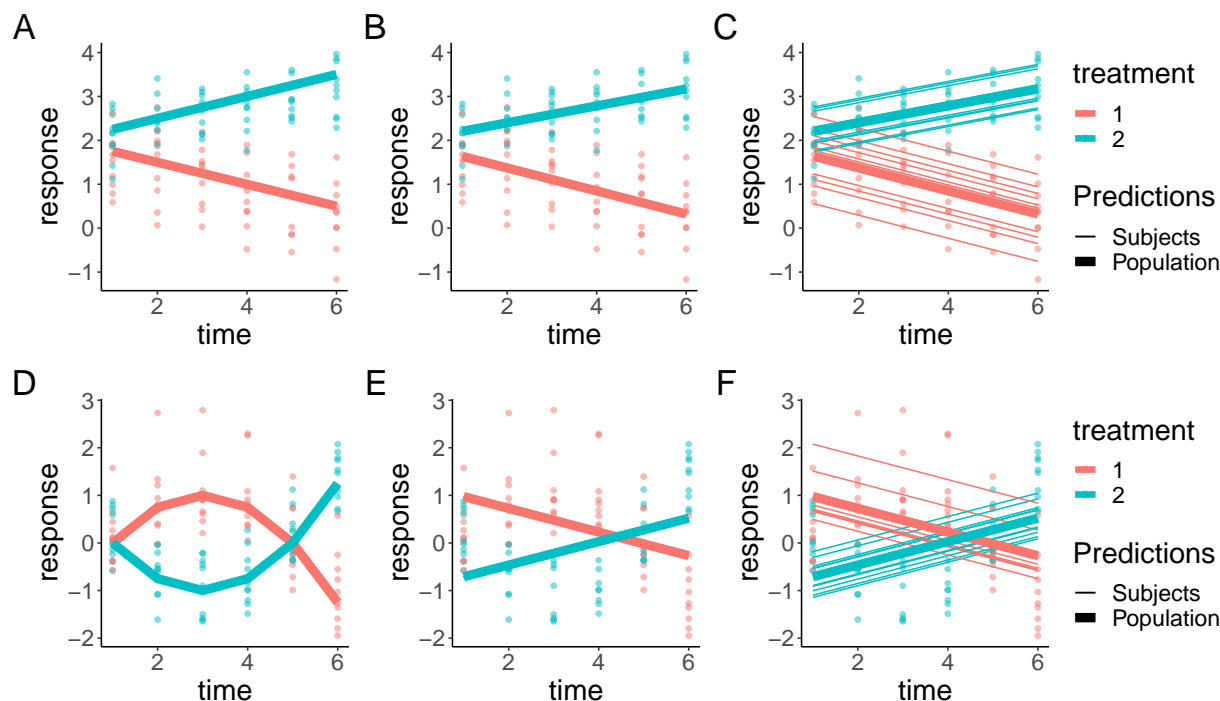 A
B
C
response
4
3
2
1
0
−1
2
4
6
time
response
4
3
2
1
0
−1
2
4
6
time
response
4
3
2
1
0
−1
2
4
6
time
treatment
1
2
Predictions
Subjects
Population
D
E
F
response
3
2
1
0
−1
−2
2
4
6
time
response
3
2
1
0
−1
−2
2
4
6
time
response
3
2
1
0
−1
−2
2
4
6
time
treatment
1
2
Predictions
Subjects
Population